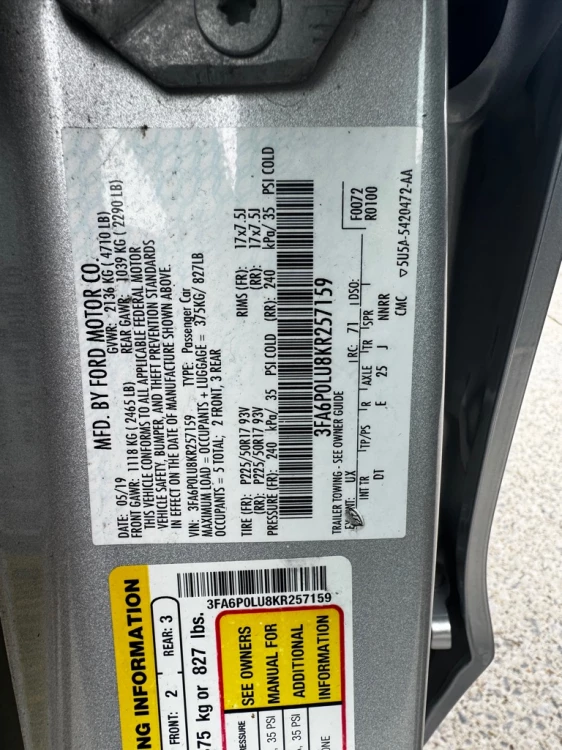 MFD. BY FORD MOTOR CO.
DATE: 05/19 GVWR: 2136 KG ( 4710 LB)
FRONT GAWR: 1118 KG ( 2465 LB) REAR GAWR: 1039 KG ( 2290 LB)
THIS VEHICLE CONFORMS TO ALL APPLICABLE FEDERAL MOTOR
VEHICLE SAFETY, BUMPER, AND THEFT PREVENTION STANDARDS
IN EFFECT ON THE DATE OF MANUFACTURE SHOWN ABOVE.
VIN: 3FA6P0LU8KR257159 TYPE: Passenger Car
MAXIMUM LOAD = OCCUPANTS + LUGGAGE = 375KG/ 827LB
OCCUPANTS = 5 TOTAL; 2 FRONT, 3 REAR
TIRE (FR): P225/50R17 93V RIMS (FR): 17x7.5J
(RR): P225/50R17 93V (RR): 17x7.5J
PRESSURE (FR): 240 kPa/ 35 PSI COLD (RR): 240 kPa/ 35 PSI COLD
3FA6P0LU8KR257159
F0072
R0100
TRAILER TOWING - SEE OWNER GUIDE
UX LRC: 71 LDSO:
INT TR TP/PS R AXLE TR SPR T
DT E 25 J NNRR
CMC
▽5U5A-5420472-AA
3FA6P0LU8KR257159
NG INFORMATION
FRONT: 2 REAR: 3
75 kg or 827 lbs.
SEE OWNERS
MANUAL FOR
ADDITIONAL
INFORMATION
ESSURE
, 35 PSI
, 35 PSI
ONE